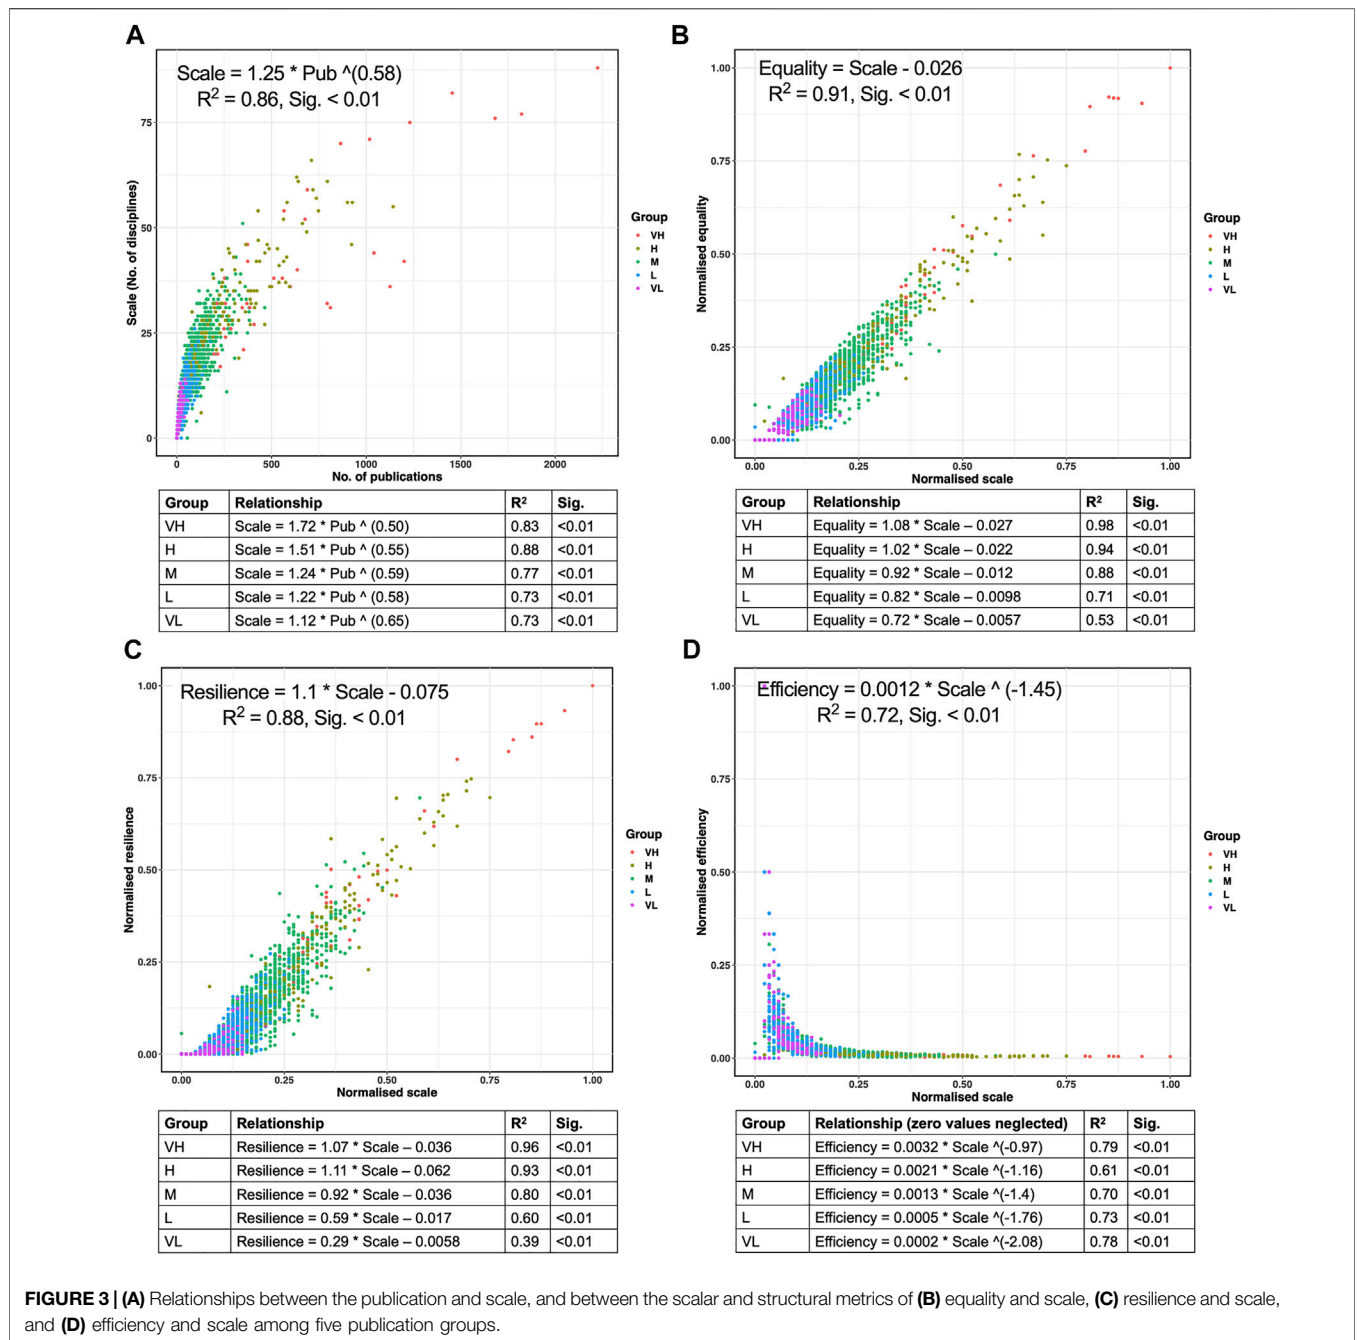 A
Scale = 1.25 * Pub ^(0.58)
R² = 0.86, Sig. < 0.01
Scale (No. of disciplines)
75
50
25
0
0 500 1000 1500 2000
No. of publications
Group
VH
H
M
L
VL
Group Relationship R² Sig.
VH Scale = 1.72 * Pub ^ (0.50) 0.83 <0.01
H Scale = 1.51 * Pub ^ (0.55) 0.88 <0.01
M Scale = 1.24 * Pub ^ (0.59) 0.77 <0.01
L Scale = 1.22 * Pub ^ (0.58) 0.73 <0.01
VL Scale = 1.12 * Pub ^ (0.65) 0.73 <0.01
B
Equality = Scale - 0.026
R² = 0.91, Sig. < 0.01
Normalised equality
1.00
0.75
0.50
0.25
0.00
0.00 0.25 0.50 0.75 1.00
Normalised scale
Group
VH
H
M
L
VL
Group Relationship R² Sig.
VH Equality = 1.08 * Scale – 0.027 0.98 <0.01
H Equality = 1.02 * Scale – 0.022 0.94 <0.01
M Equality = 0.92 * Scale – 0.012 0.88 <0.01
L Equality = 0.82 * Scale – 0.0098 0.71 <0.01
VL Equality = 0.72 * Scale – 0.0057 0.53 <0.01
C
Resilience = 1.1 * Scale - 0.075
R² = 0.88, Sig. < 0.01
Normalised resilience
1.00
0.75
0.50
0.25
0.00
0.00 0.25 0.50 0.75 1.00
Normalised scale
Group
VH
H
M
L
VL
Group Relationship R² Sig.
VH Resilience = 1.07 * Scale – 0.036 0.96 <0.01
H Resilience = 1.11 * Scale – 0.062 0.93 <0.01
M Resilience = 0.92 * Scale – 0.036 0.80 <0.01
L Resilience = 0.59 * Scale – 0.017 0.60 <0.01
VL Resilience = 0.29 * Scale – 0.0058 0.39 <0.01
D
Efficiency = 0.0012 * Scale ^ (-1.45)
R² = 0.72, Sig. < 0.01
Normalised efficiency
1.00
0.75
0.50
0.25
0.00
0.00 0.25 0.50 0.75 1.00
Normalised scale
Group
VH
H
M
L
VL
Group Relationship (zero values neglected) R² Sig.
VH Efficiency = 0.0032 * Scale ^(-0.97) 0.79 <0.01
H Efficiency = 0.0021 * Scale ^(-1.16) 0.61 <0.01
M Efficiency = 0.0013 * Scale ^(-1.4) 0.70 <0.01
L Efficiency = 0.0005 * Scale ^(-1.76) 0.73 <0.01
VL Efficiency = 0.0002 * Scale ^(-2.08) 0.78 <0.01
FIGURE 3 | (A) Relationships between the publication and scale, and between the scalar and structural metrics of (B) equality and scale, (C) resilience and scale,
and (D) efficiency and scale among five publication groups.